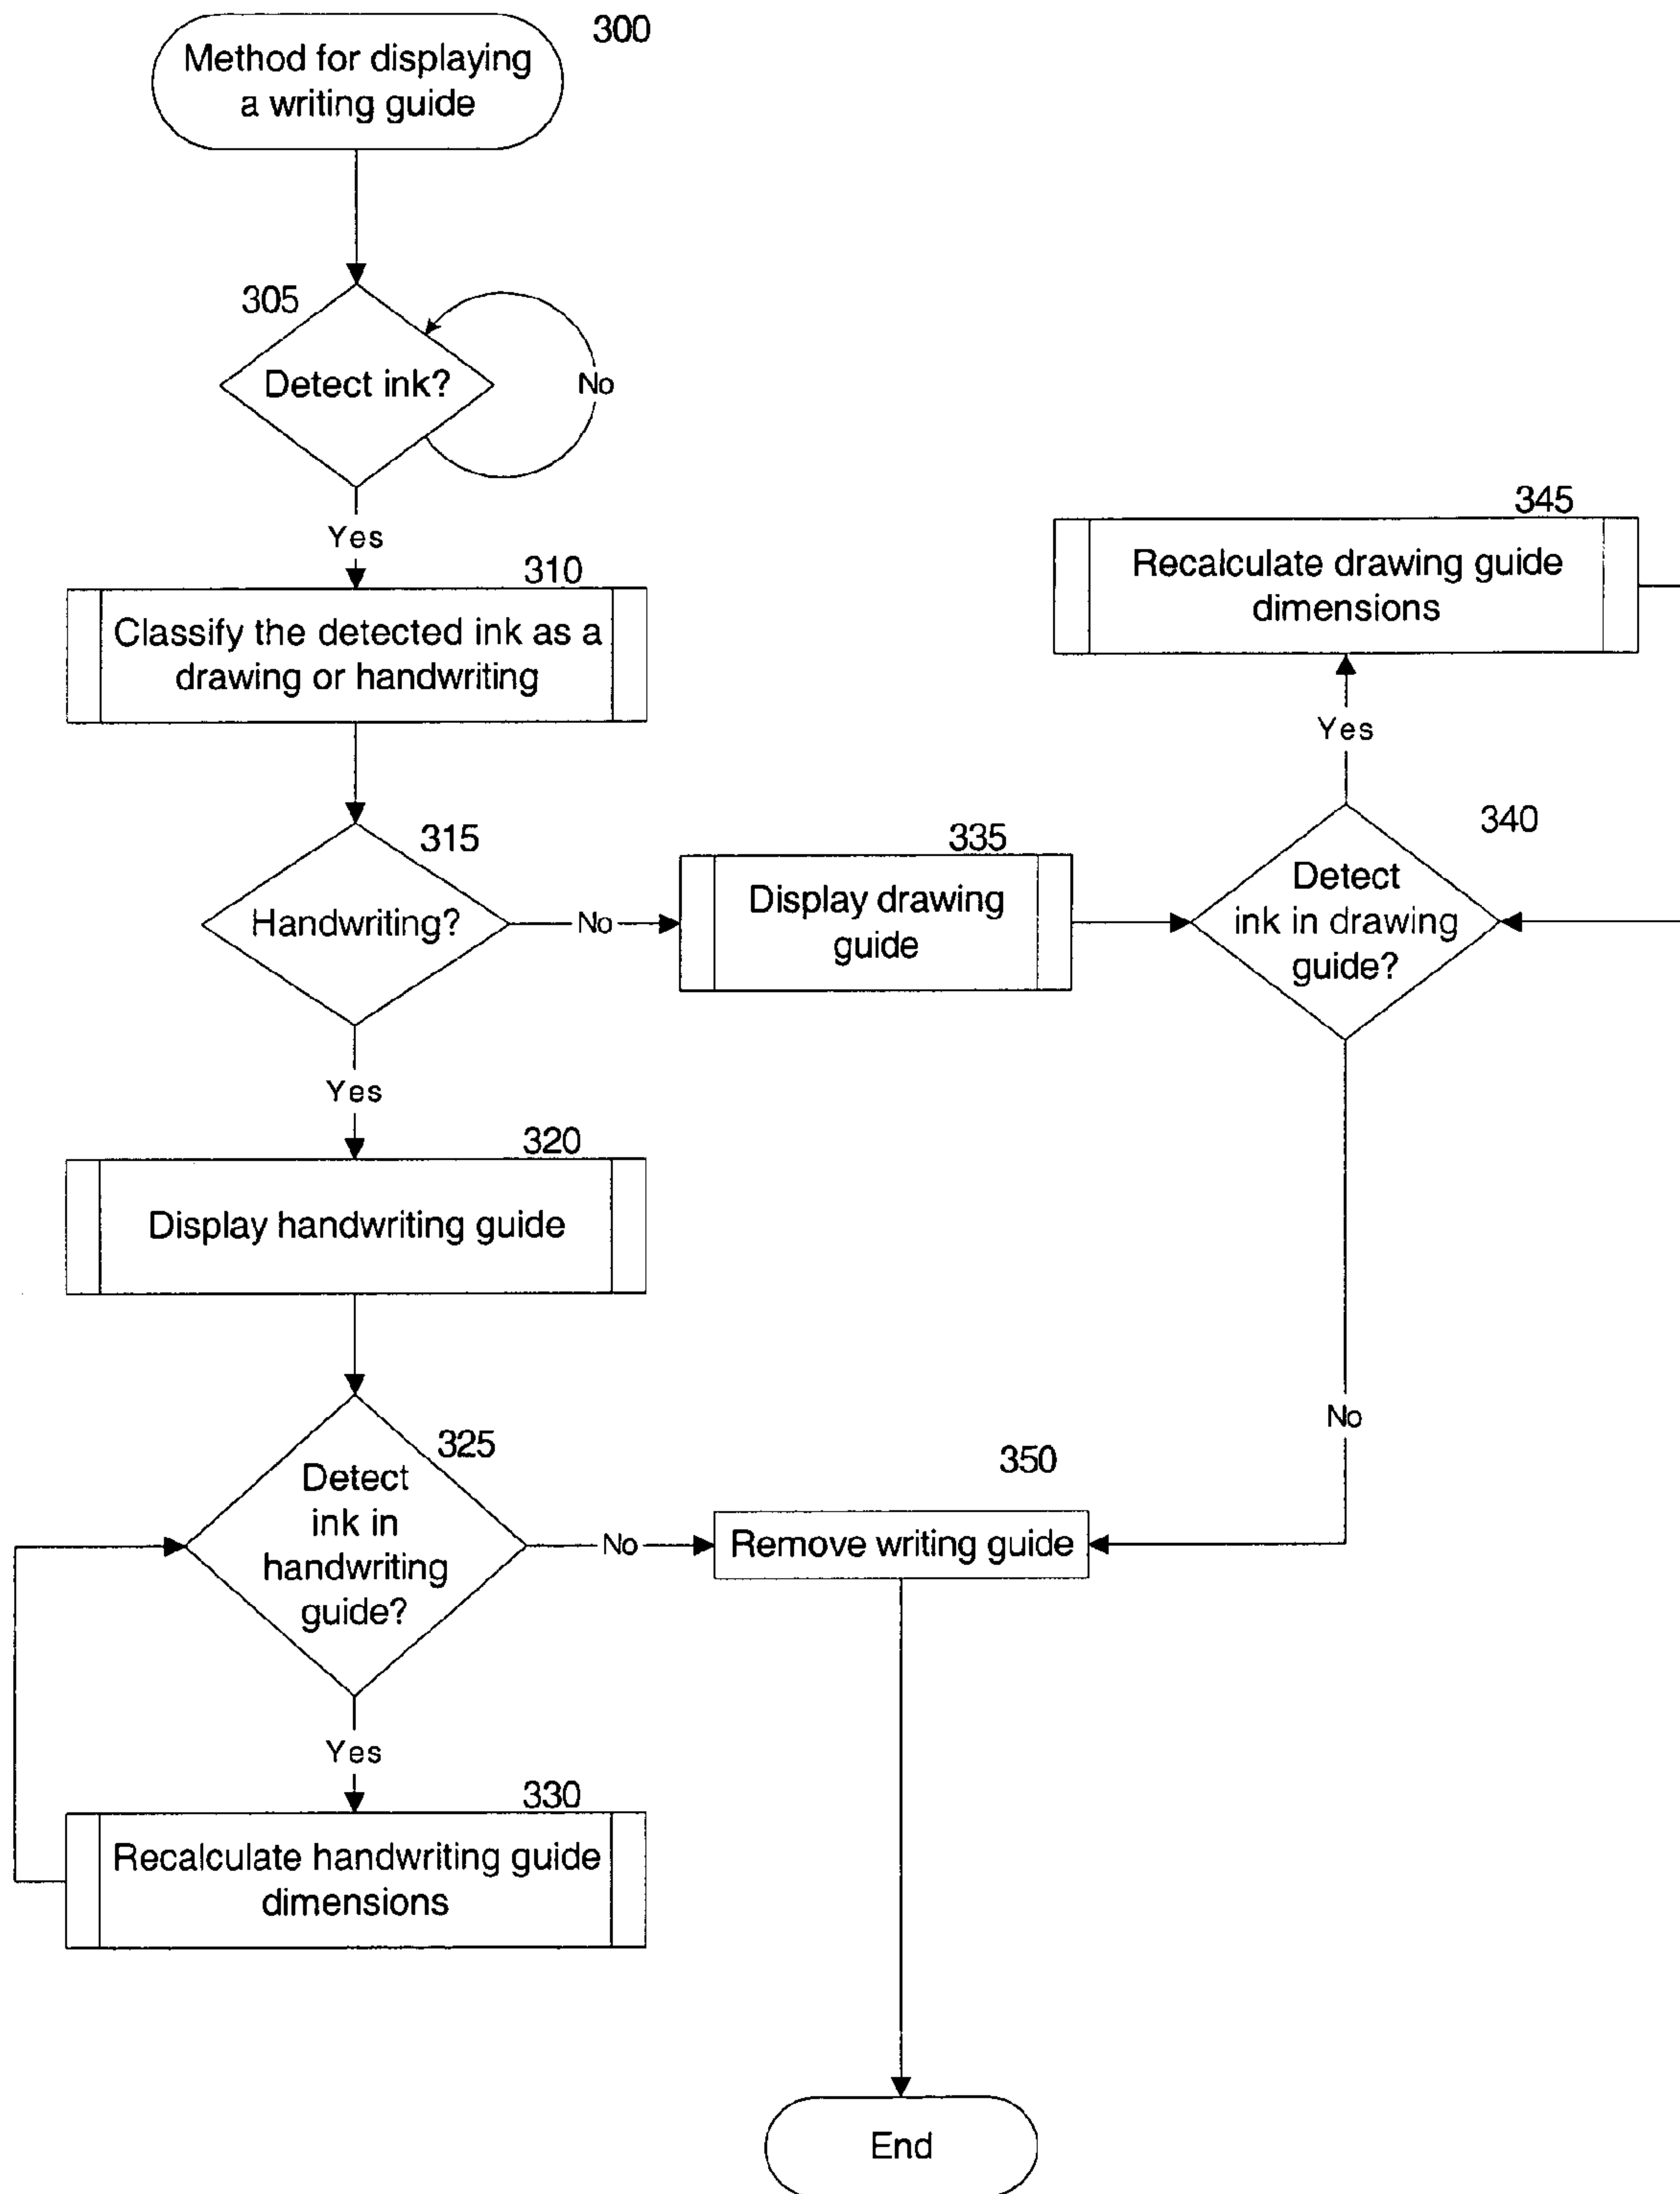 300
Method for displaying
a writing guide
305
Detect ink?
No
Yes
310
Classify the detected ink as a
drawing or handwriting
315
Handwriting?
No
335
Display drawing
guide
340
Detect
ink in drawing
guide?
Yes
345
Recalculate drawing guide
dimensions
No
Yes
320
Display handwriting guide
325
Detect
ink in
handwriting
guide?
No
350
Remove writing guide
Yes
330
Recalculate handwriting guide
dimensions
End